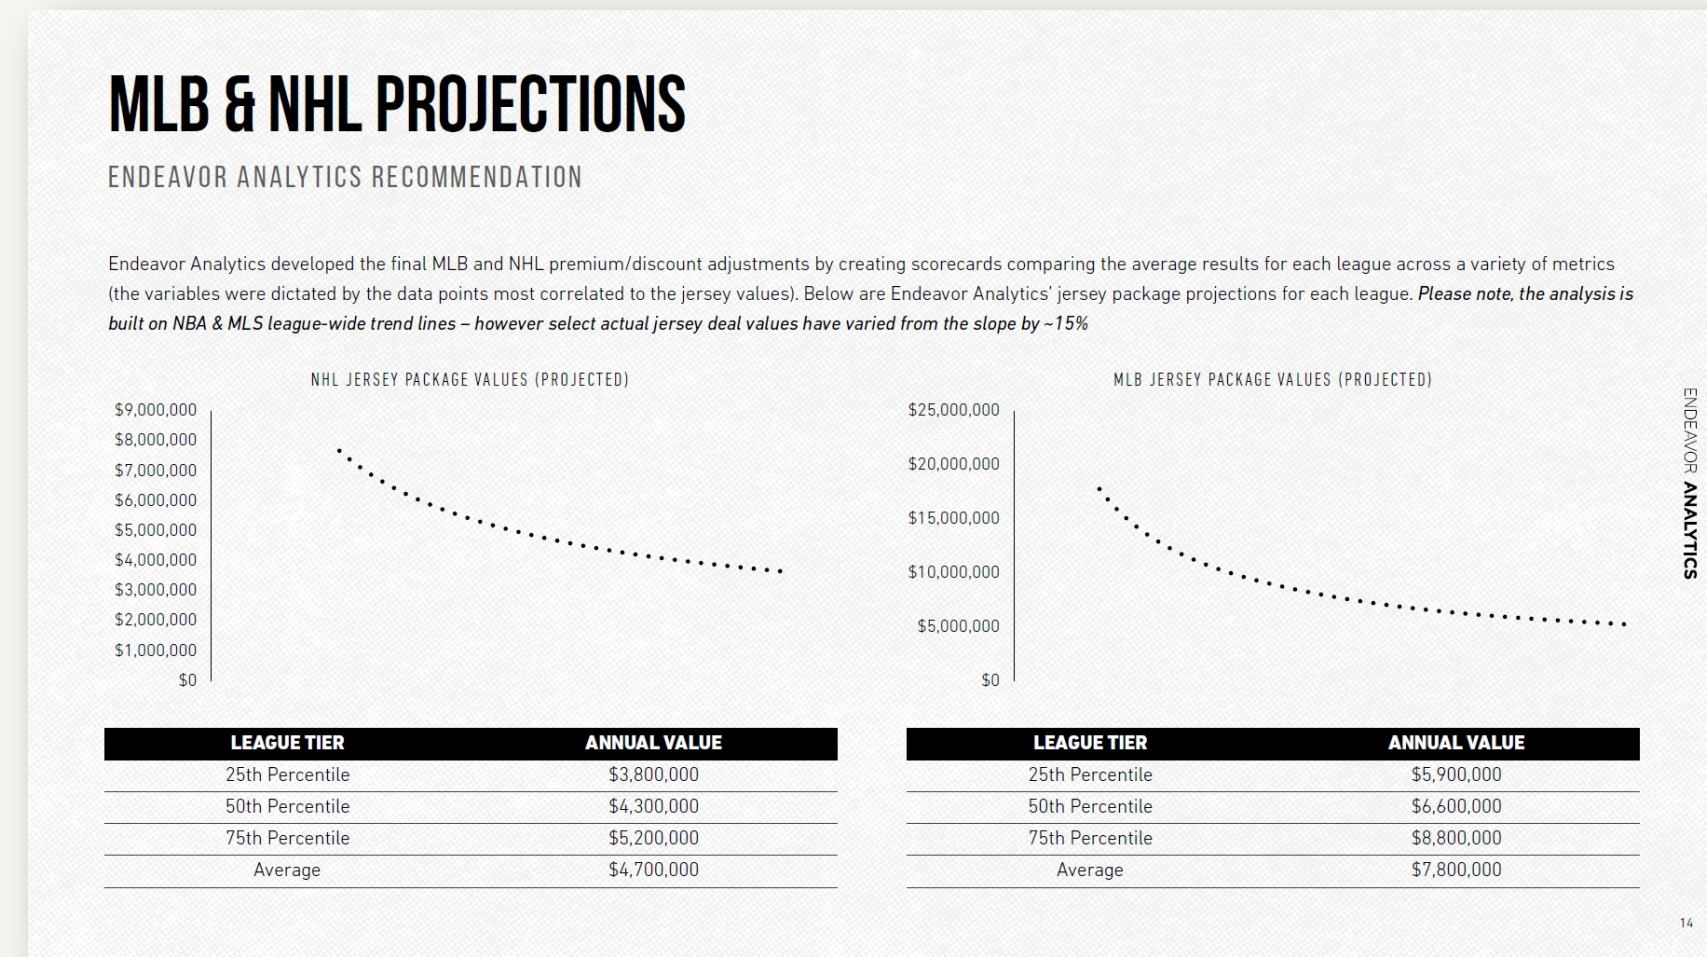 MLB & NHL PROJECTIONS
ENDEAVOR ANALYTICS RECOMMENDATION
Endeavor Analytics developed the final MLB and NHL premium/discount adjustments by creating scorecards comparing the average results for each league across a variety of metrics
(the variables were dictated by the data points most correlated to the jersey values). Below are Endeavor Analytics' jersey package projections for each league. Please note, the analysis is
built on NBA & MLS league-wide trend lines – however select actual jersey deal values have varied from the slope by ~15%
NHL JERSEY PACKAGE VALUES (PROJECTED)
$9,000,000
$8,000,000
$7,000,000
$6,000,000
$5,000,000
$4,000,000
$3,000,000
$2,000,000
$1,000,000
$0
LEAGUE TIER ANNUAL VALUE
25th Percentile $3,800,000
50th Percentile $4,300,000
75th Percentile $5,200,000
Average $4,700,000
MLB JERSEY PACKAGE VALUES (PROJECTED)
$25,000,000
$20,000,000
$15,000,000
$10,000,000
$5,000,000
$0
LEAGUE TIER ANNUAL VALUE
25th Percentile $5,900,000
50th Percentile $6,600,000
75th Percentile $8,800,000
Average $7,800,000
ENDEAVOR ANALYTICS
14